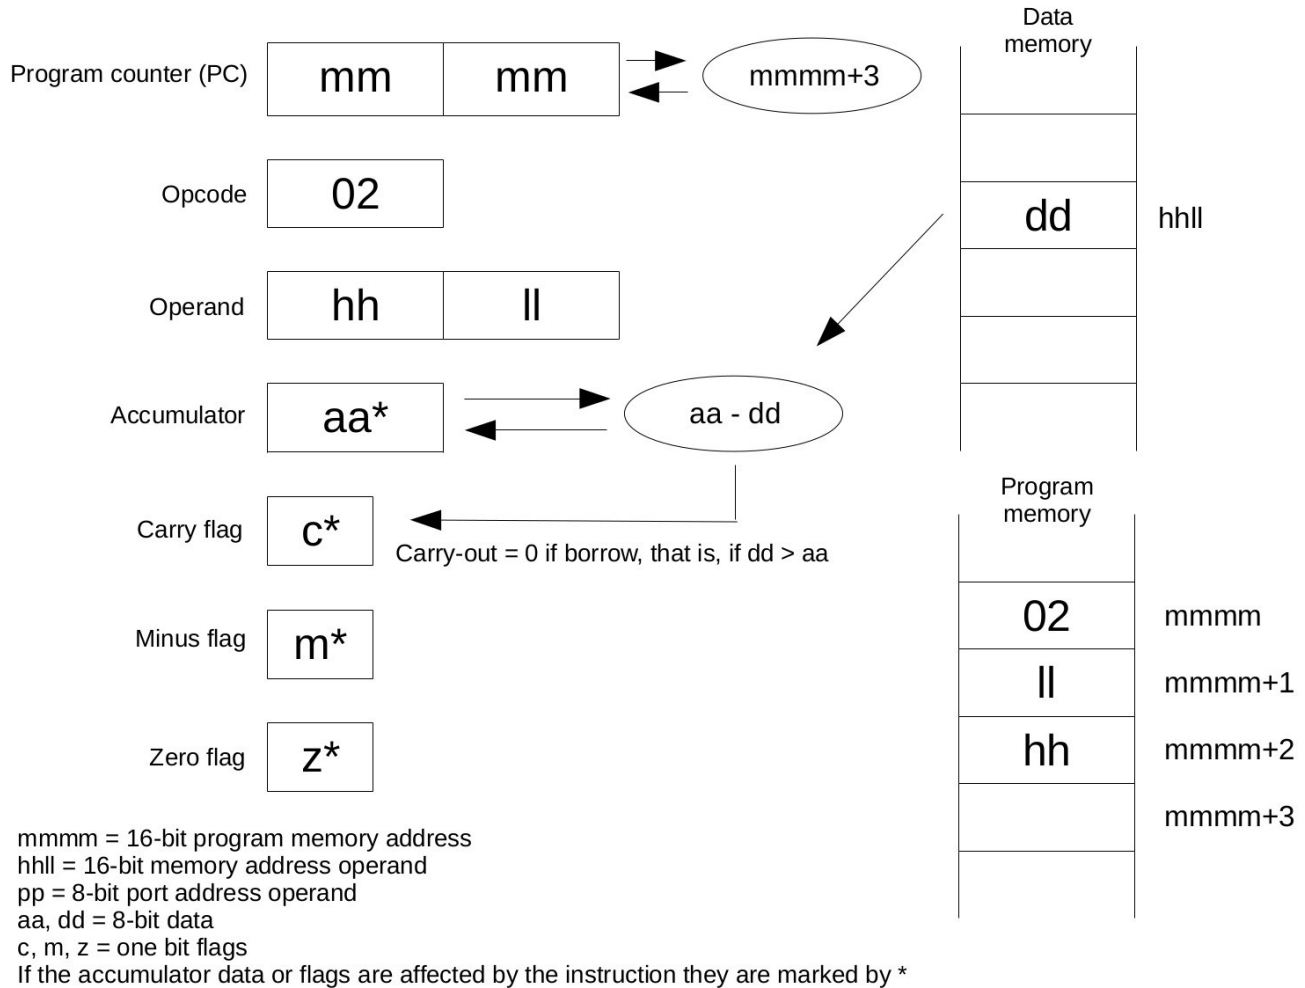 Data
memory
Program counter (PC)
mm mm
mmmm+3
Opcode
02
dd
hhll
Operand
hh ll
Accumulator
aa*
aa - dd
Carry flag
c*
Carry-out = 0 if borrow, that is, if dd > aa
Minus flag
m*
Zero flag
z*
Program
memory
02 mmmm
ll mmmm+1
hh mmmm+2
mmmm+3
mmmm = 16-bit program memory address
hhll = 16-bit memory address operand
pp = 8-bit port address operand
aa, dd = 8-bit data
c, m, z = one bit flags
If the accumulator data or flags are affected by the instruction they are marked by *